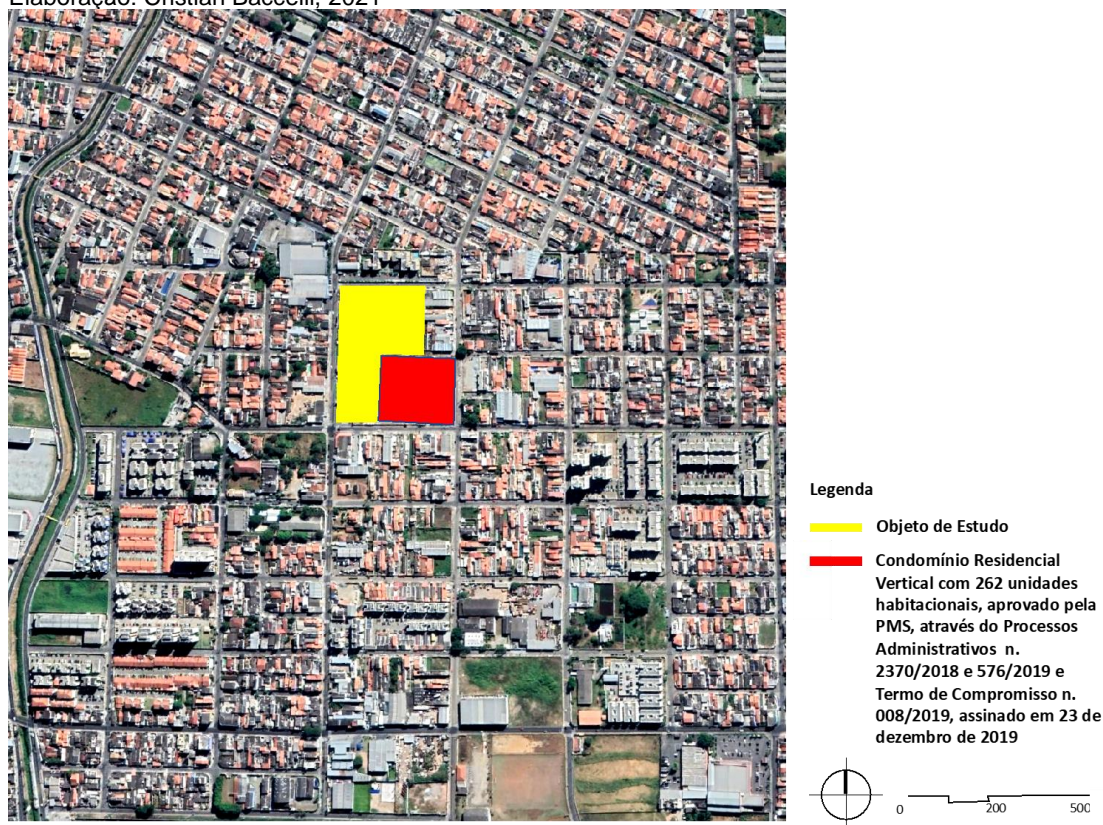 Elaboração: Cristian Baccelli, 2021
Legenda
Objeto de Estudo
Condomínio Residencial
Vertical com 262 unidades
habitacionais, aprovado pela
PMS, através do Processos
Administrativos n.
2370/2018 e 576/2019 e
Termo de Compromisso n.
008/2019, assinado em 23 de
dezembro de 2019
0 200 500